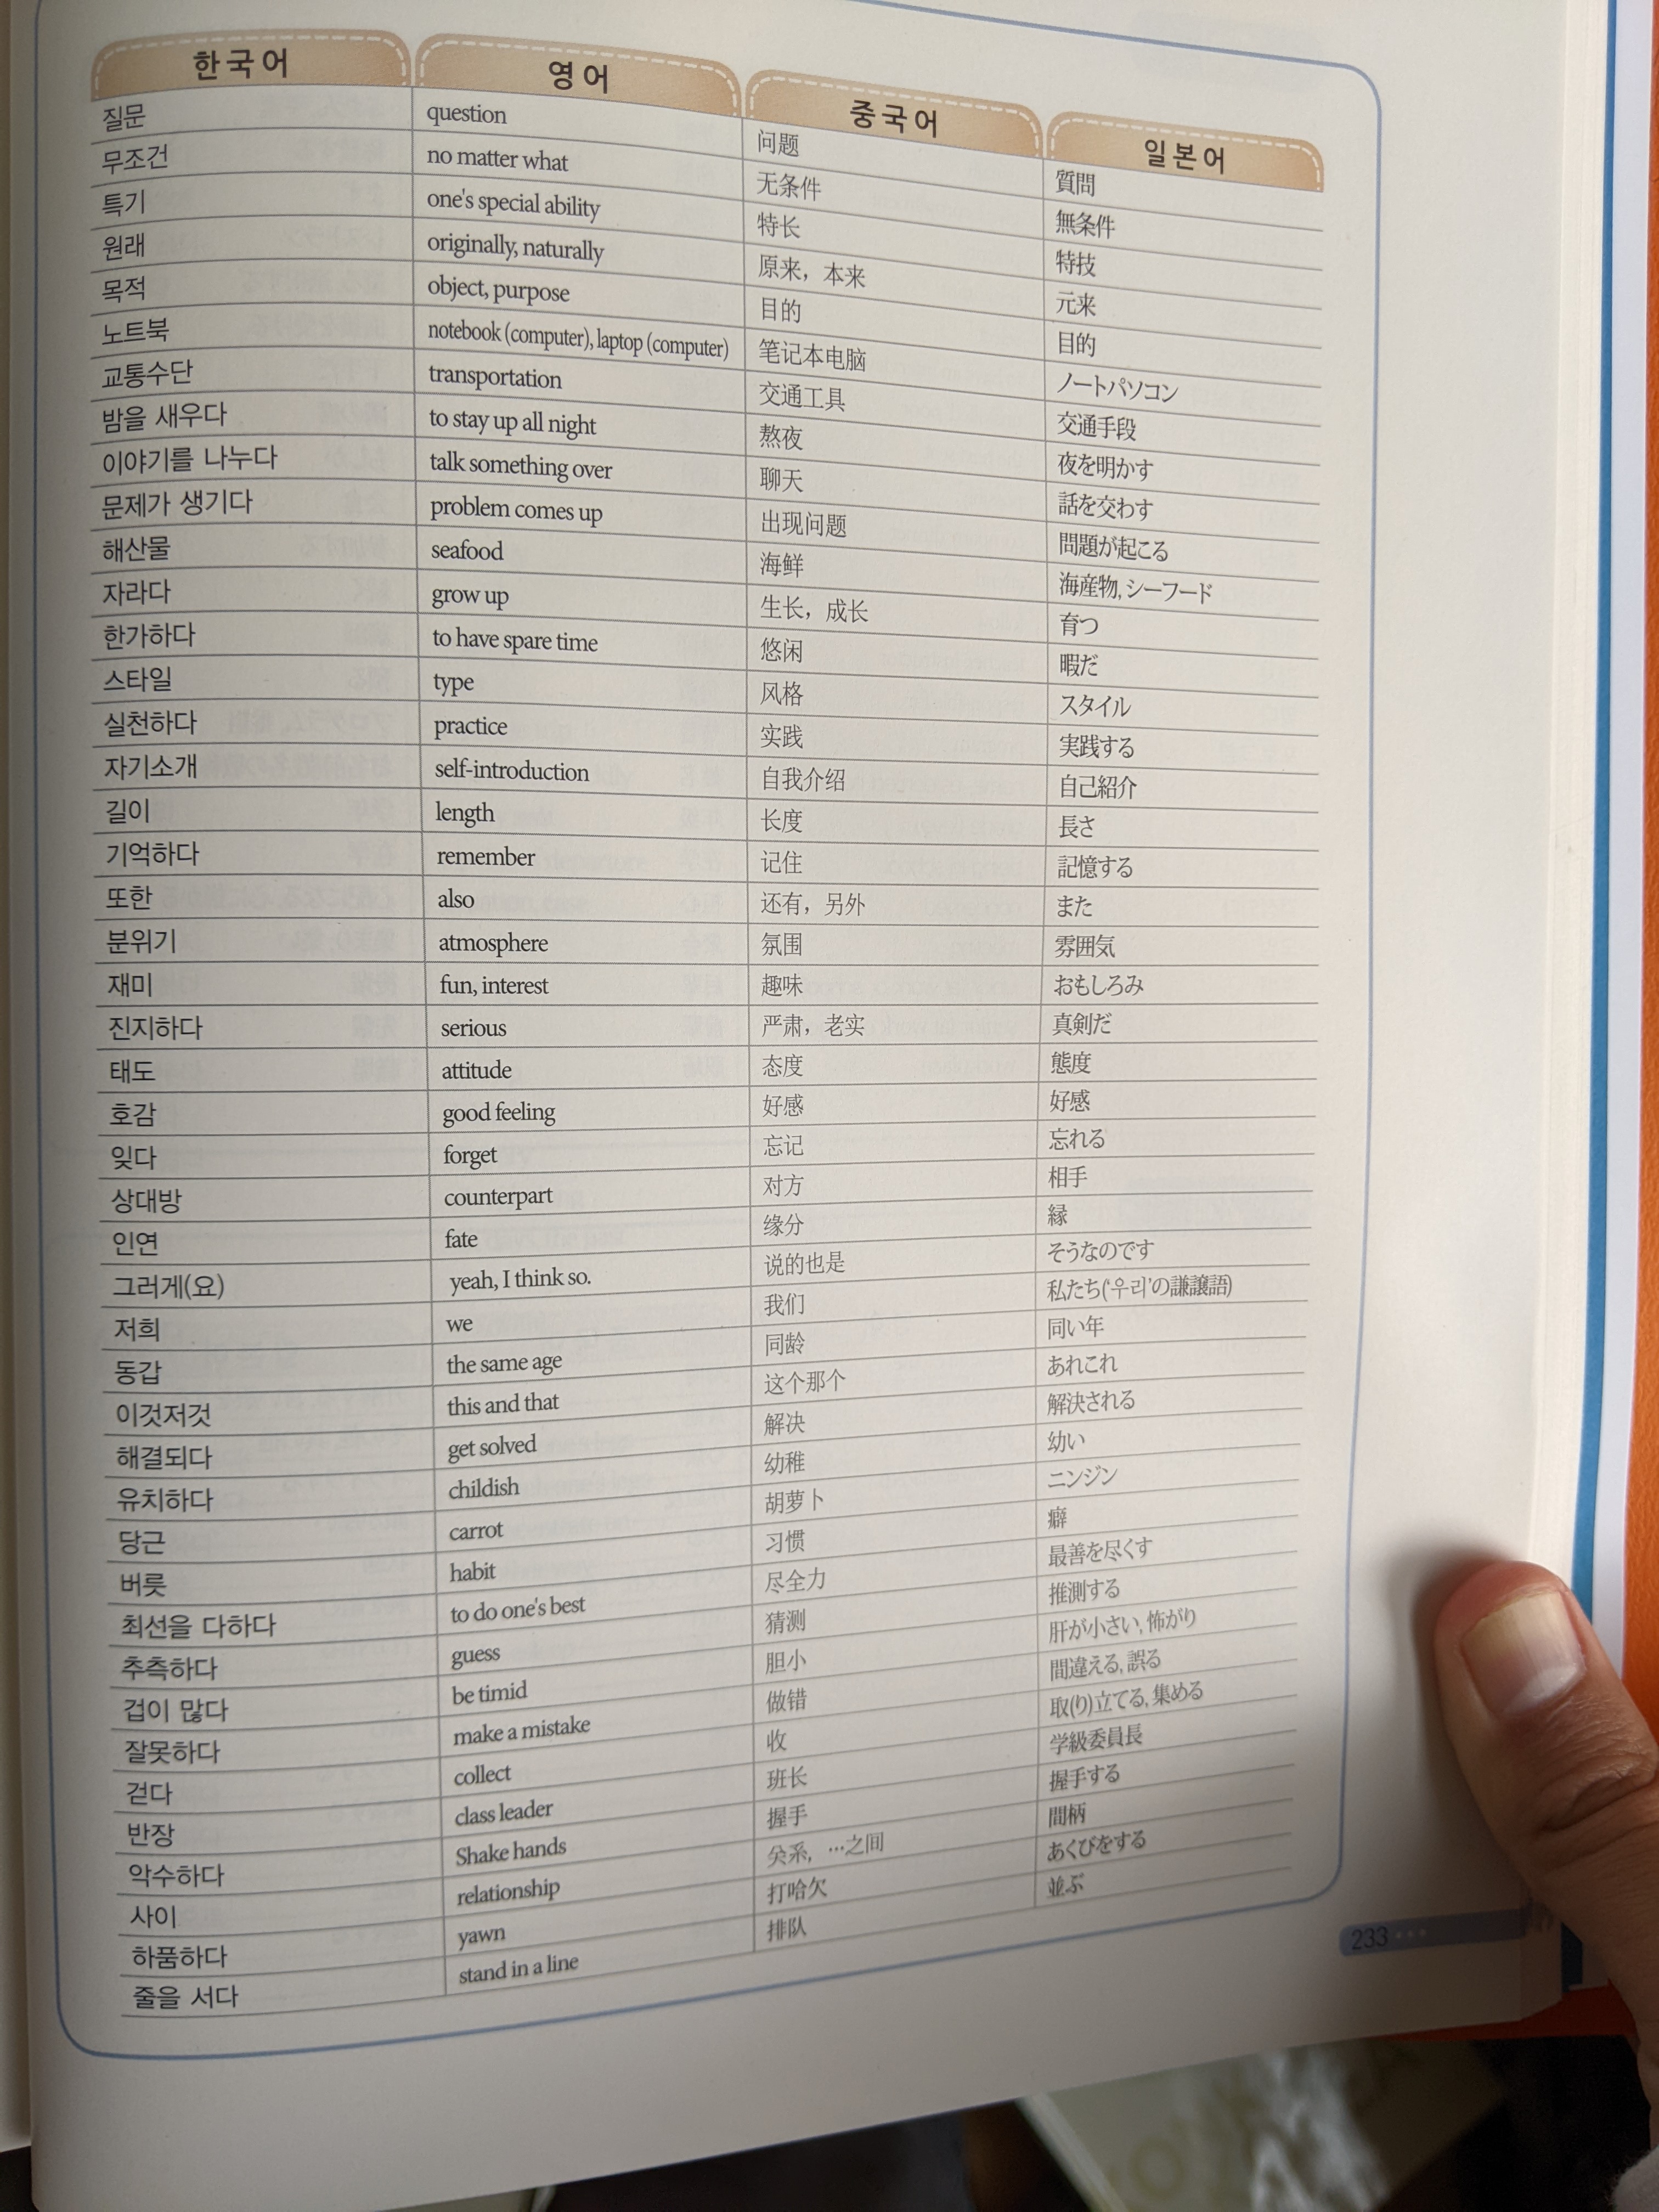 한국어 영어 중국어 일본어
질문 question 问题 質問
무조건 no matter what 无条件 無条件
특기 one's special ability 特长 特技
원래 originally, naturally 原来，本来 元来
목적 object, purpose 目的 目的
노트북 notebook (computer), laptop (computer) 笔记本电脑 ノートパソコン
교통수단 transportation 交通工具 交通手段
밤을 새우다 to stay up all night 熬夜 夜を明かす
이야기를 나누다 talk something over 聊天 話を交わす
문제가 생기다 problem comes up 出现问题 問題が起こる
해산물 seafood 海鲜 海産物, シーフード
자라다 grow up 生长，成长 育つ
한가하다 to have spare time 悠闲 暇だ
스타일 type 风格 スタイル
실천하다 practice 实践 実践する
자기소개 self-introduction 自我介绍 自己紹介
길이 length 长度 長さ
기억하다 remember 记住 記憶する
또한 also 还有，另外 また
분위기 atmosphere 氛围 雰囲気
재미 fun, interest 趣味 おもしろみ
진지하다 serious 严肃，老实 真剣だ
태도 attitude 态度 態度
호감 good feeling 好感 好感
잊다 forget 忘记 忘れる
상대방 counterpart 对方 相手
인연 fate 缘分 縁
그러게(요) yeah, I think so. 说的也是 そうなのです
저희 we 我们 私たち('우리'の謙譲語)
동갑 the same age 同龄 同い年
이것저것 this and that 这个那个 あれこれ
해결되다 get solved 解决 解決される
유치하다 childish 幼稚 幼い
당근 carrot 胡萝卜 ニンジン
버릇 habit 习惯 癖
최선을 다하다 to do one's best 尽全力 最善を尽くす
추측하다 guess 猜测 推測する
겁이 많다 be timid 胆小 肝が小さい, 怖がり
잘못하다 make a mistake 做错 間違える, 誤る
걷다 collect 收 取(り)立てる, 集める
반장 class leader 班长 学級委員長
악수하다 Shake hands 握手 握手する
사이 relationship 关系，…之间 間柄
하품하다 yawn 打哈欠 あくびをする
줄을 서다 stand in a line 排队 並ぶ
233